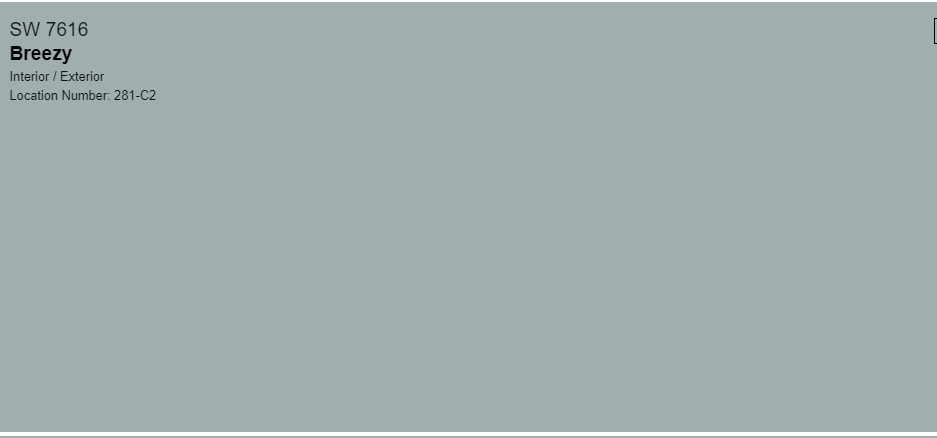 SW 7616
Breezy
Interior / Exterior
Location Number: 281-C2